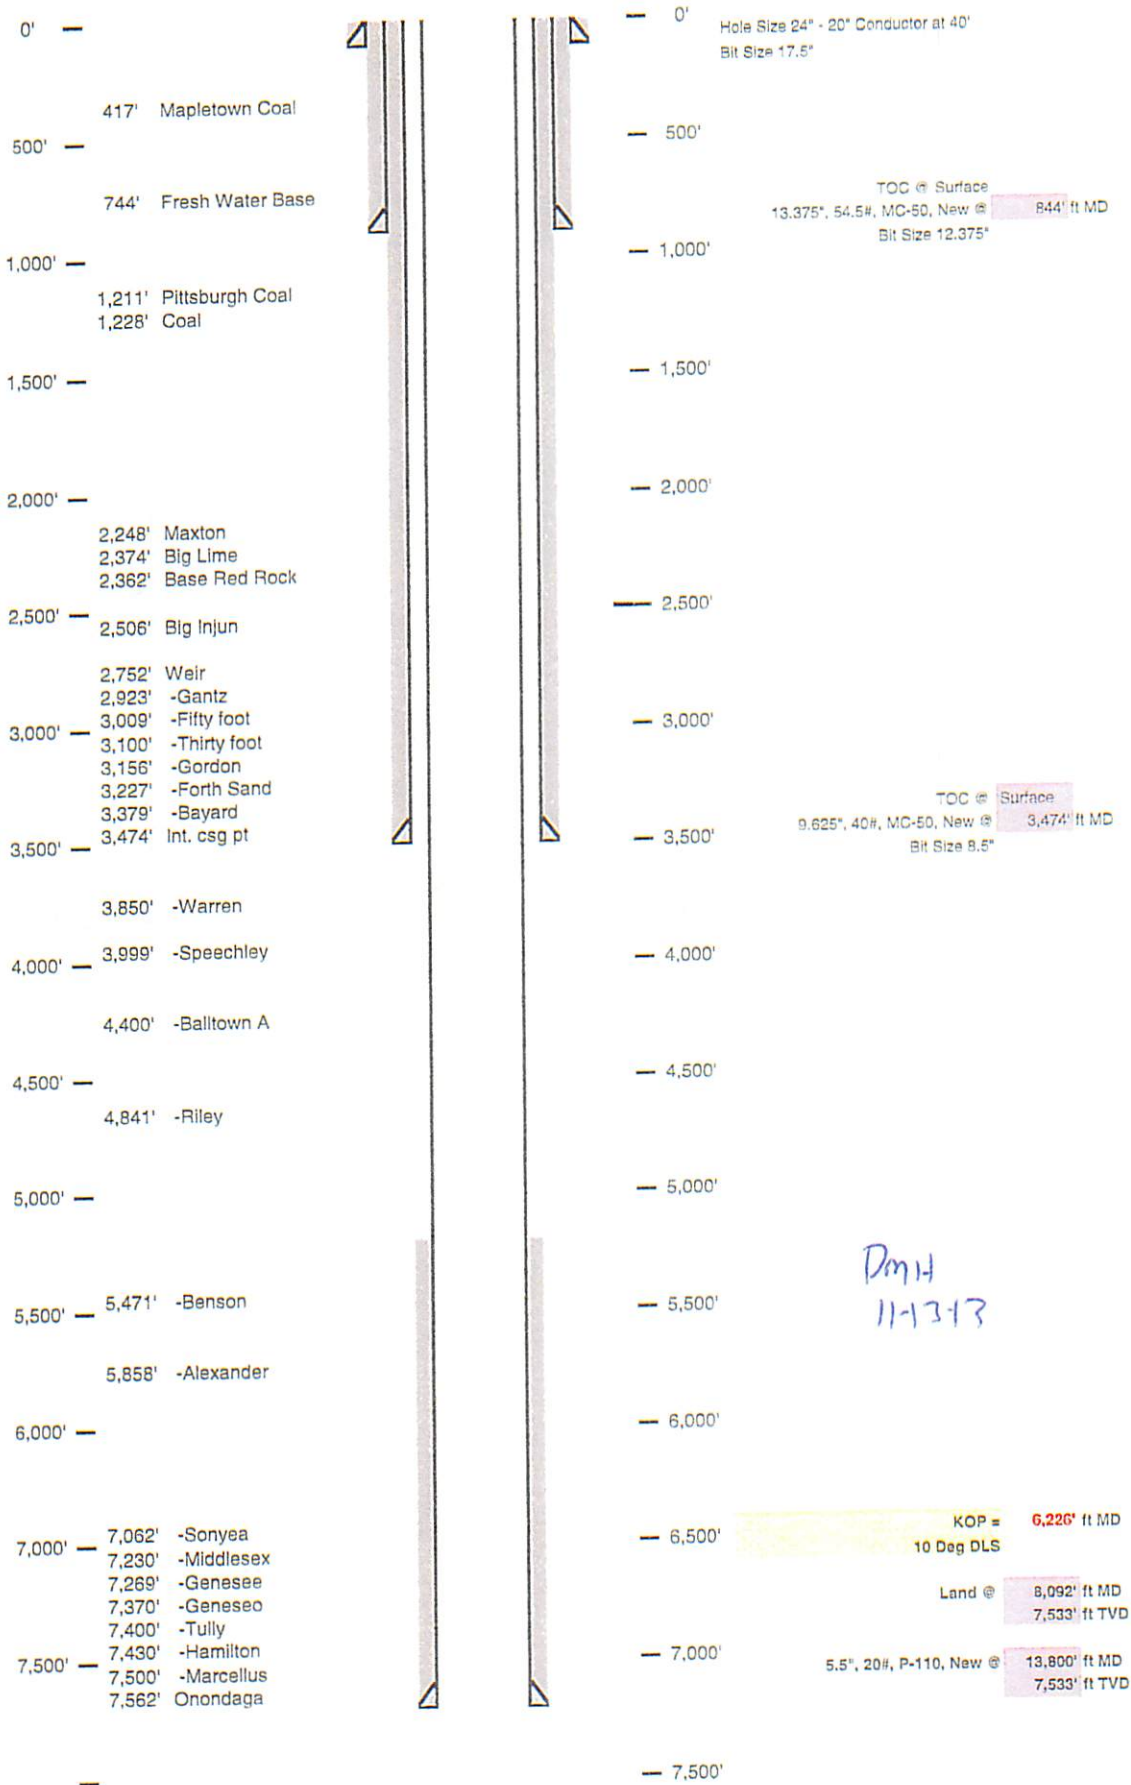 0'
417' Mapletown Coal
500'
744' Fresh Water Base
1,000'
1,211' Pittsburgh Coal
1,228' Coal
1,500'
2,000'
2,248' Maxton
2,374' Big Lime
2,362' Base Red Rock
2,500'
2,506' Big Injun
2,752' Weir
2,923' -Gantz
3,009' -Fifty foot
3,000'
3,100' -Thirty foot
3,156' -Gordon
3,227' -Forth Sand
3,379' -Bayard
3,474' Int. csg pt
3,500'
3,850' -Warren
3,999' -Speechley
4,000'
4,400' -Balltown A
4,500'
4,841' -Riley
5,000'
5,471' -Benson
5,500'
5,858' -Alexander
6,000'
7,062' -Sonyea
7,000'
7,230' -Middlesex
7,269' -Genesee
7,370' -Geneseo
7,400' -Tully
7,430' -Hamilton
7,500'
7,500' -Marcellus
7,562' Onondaga
0'
Hole Size 24" - 20" Conductor at 40'
Bit Size 17.5"
500'
TOC @ Surface
13.375", 54.5#, MC-50, New @ 844' ft MD
Bit Size 12.375"
1,000'
1,500'
2,000'
2,500'
3,000'
TOC @ Surface
9.625", 40#, MC-50, New @ 3,474' ft MD
3,500'
Bit Size 8.5"
4,000'
4,500'
5,000'
DMH
5,500'
11-13-13
6,000'
KOP = 6,226' ft MD
6,500'
10 Deg DLS
Land @ 8,092' ft MD
7,533' ft TVD
7,000'
5.5", 20#, P-110, New @ 13,800' ft MD
7,533' ft TVD
7,500'